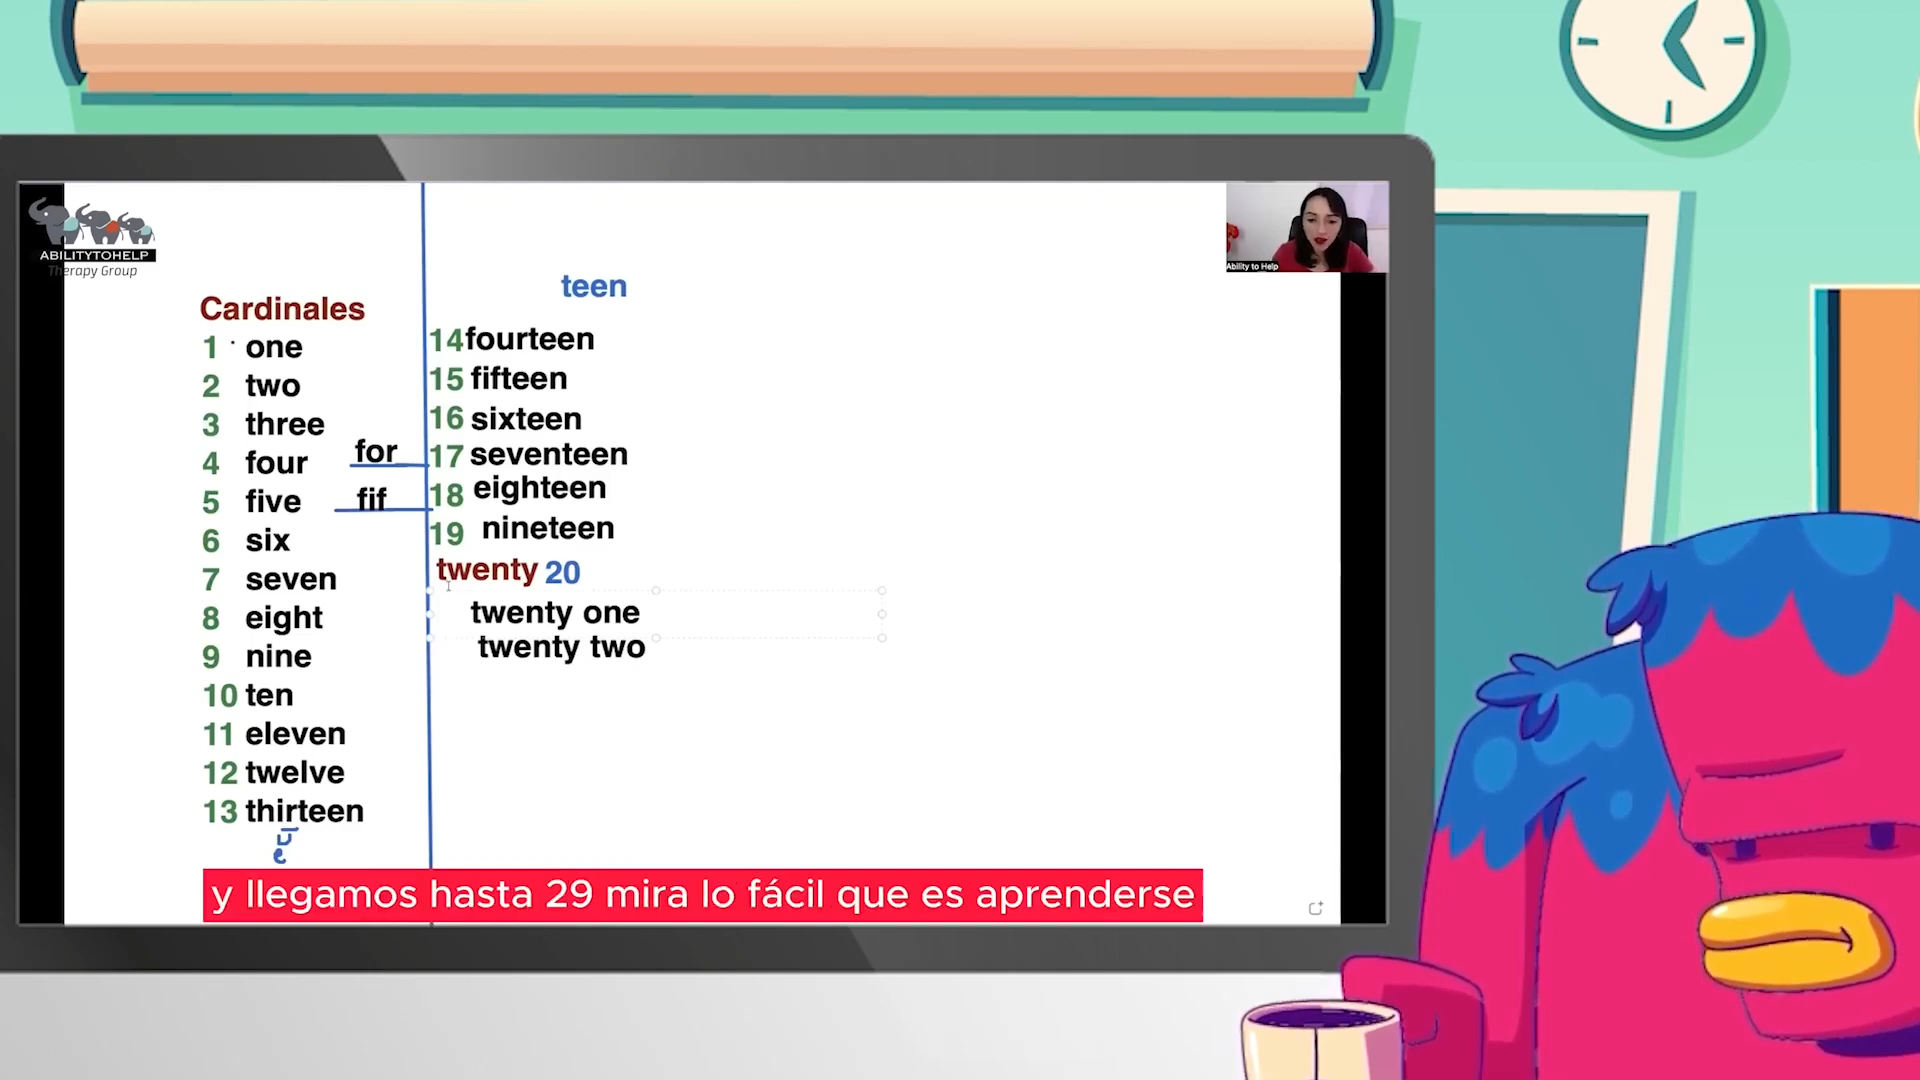 ABILITYTOHELP
Therapy Group
Ability to Help
teen
Cardinales
1 one
2 two
3 three
4 four for
5 five fif
6 six
7 seven
8 eight
9 nine
10 ten
11 eleven
12 twelve
13 thirteen
14 fourteen
15 fifteen
16 sixteen
17 seventeen
18 eighteen
19 nineteen
twenty 20
twenty one
twenty two
y llegamos hasta 29 mira lo fácil que es aprenderse